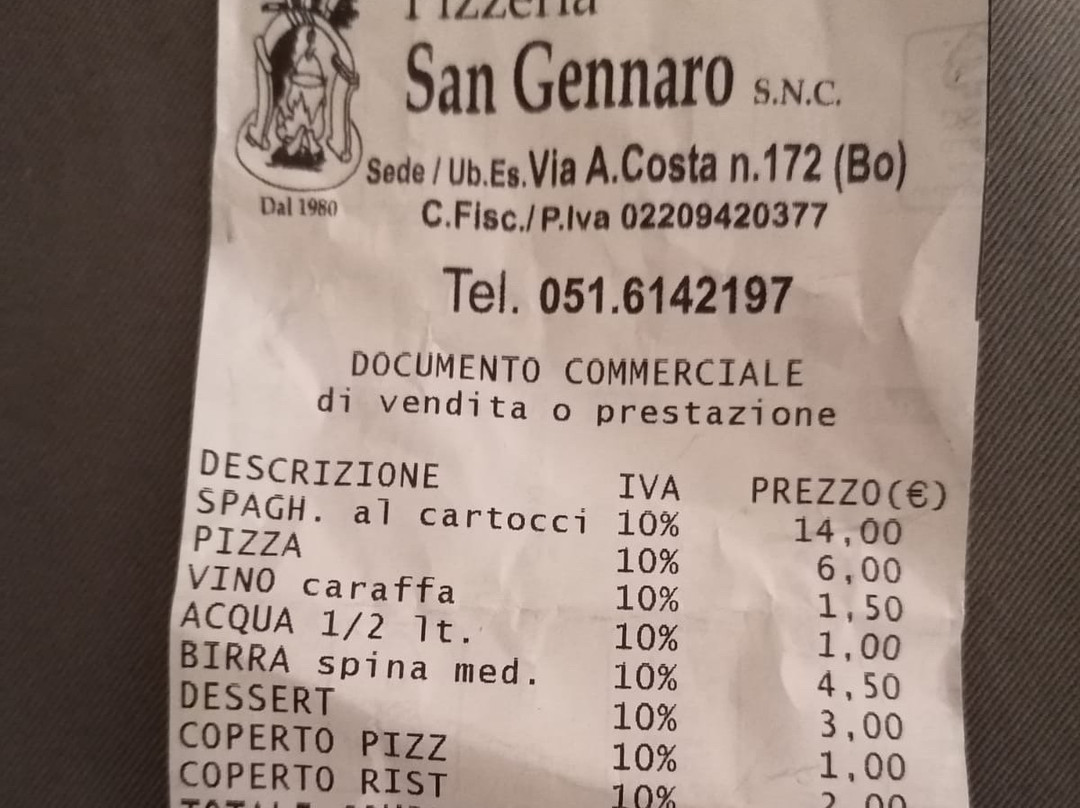 Pizzeria
San Gennaro S.N.C.
Sede / Ub.Es. Via A.Costa n.172 (Bo)
Dal 1980
C.Fisc./P.Iva 02209420377
Tel. 051.6142197
DOCUMENTO COMMERCIALE
di vendita o prestazione
DESCRIZIONE IVA PREZZO(€)
SPAGH. al cartocci 10% 14,00
PIZZA 10% 6,00
VINO caraffa 10% 1,50
ACQUA 1/2 lt. 10% 1,00
BIRRA spina med. 10% 4,50
DESSERT 10% 3,00
COPERTO PIZZ 10% 1,00
COPERTO RIST 10% 2,00